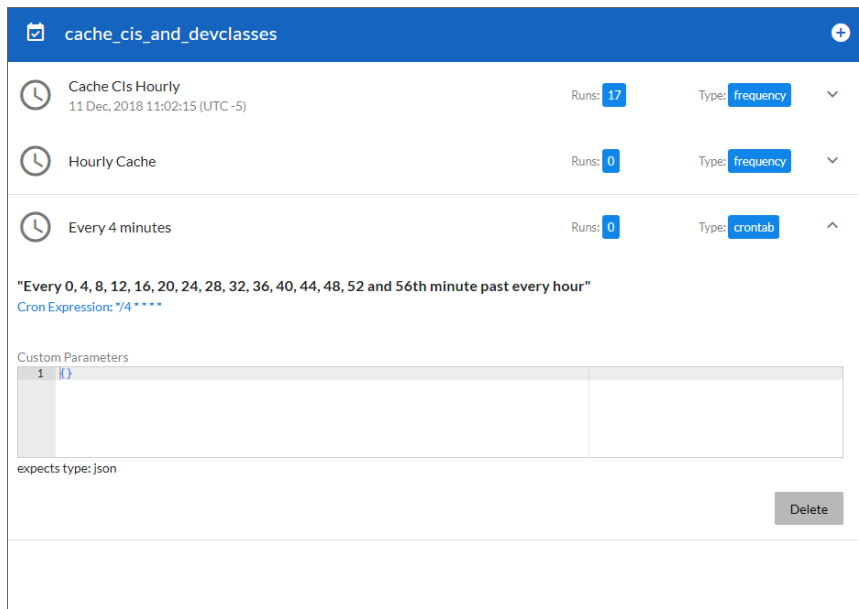 cache_cis_and_devclasses
Cache CIs Hourly
11 Dec, 2018 11:02:15 (UTC -5)
Runs: 17
Type: frequency
Hourly Cache
Runs: 0
Type: frequency
Every 4 minutes
Runs: 0
Type: crontab
"Every 0, 4, 8, 12, 16, 20, 24, 28, 32, 36, 40, 44, 48, 52 and 56th minute past every hour"
Cron Expression: */4 * * * *
Custom Parameters
1 {}
expects type: json
Delete